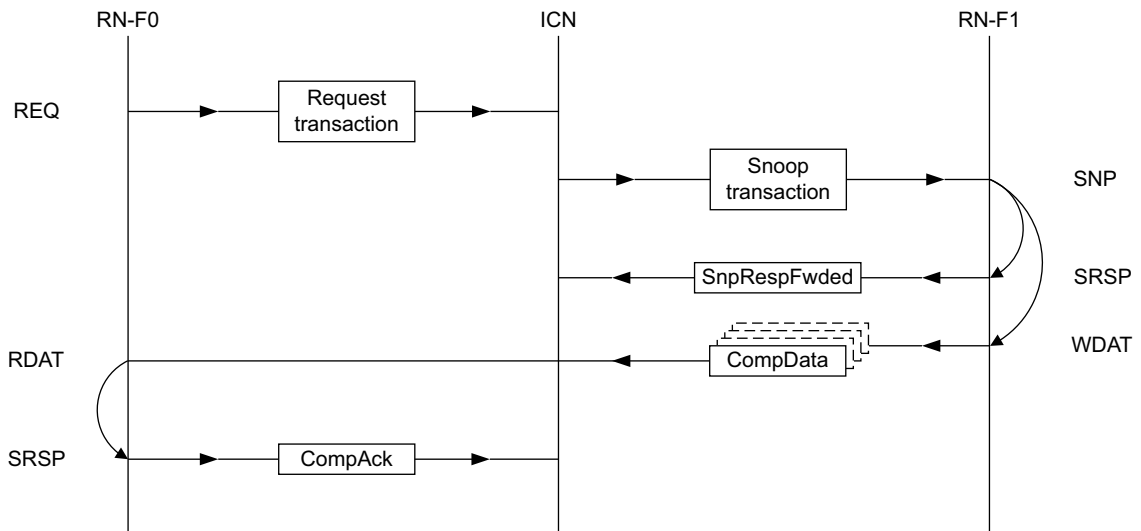 RN-F0
ICN
RN-F1
REQ
Request
transaction
Snoop
transaction
SNP
SnpRespFwded
SRSP
WDAT
RDAT
CompData
SRSP
CompAck